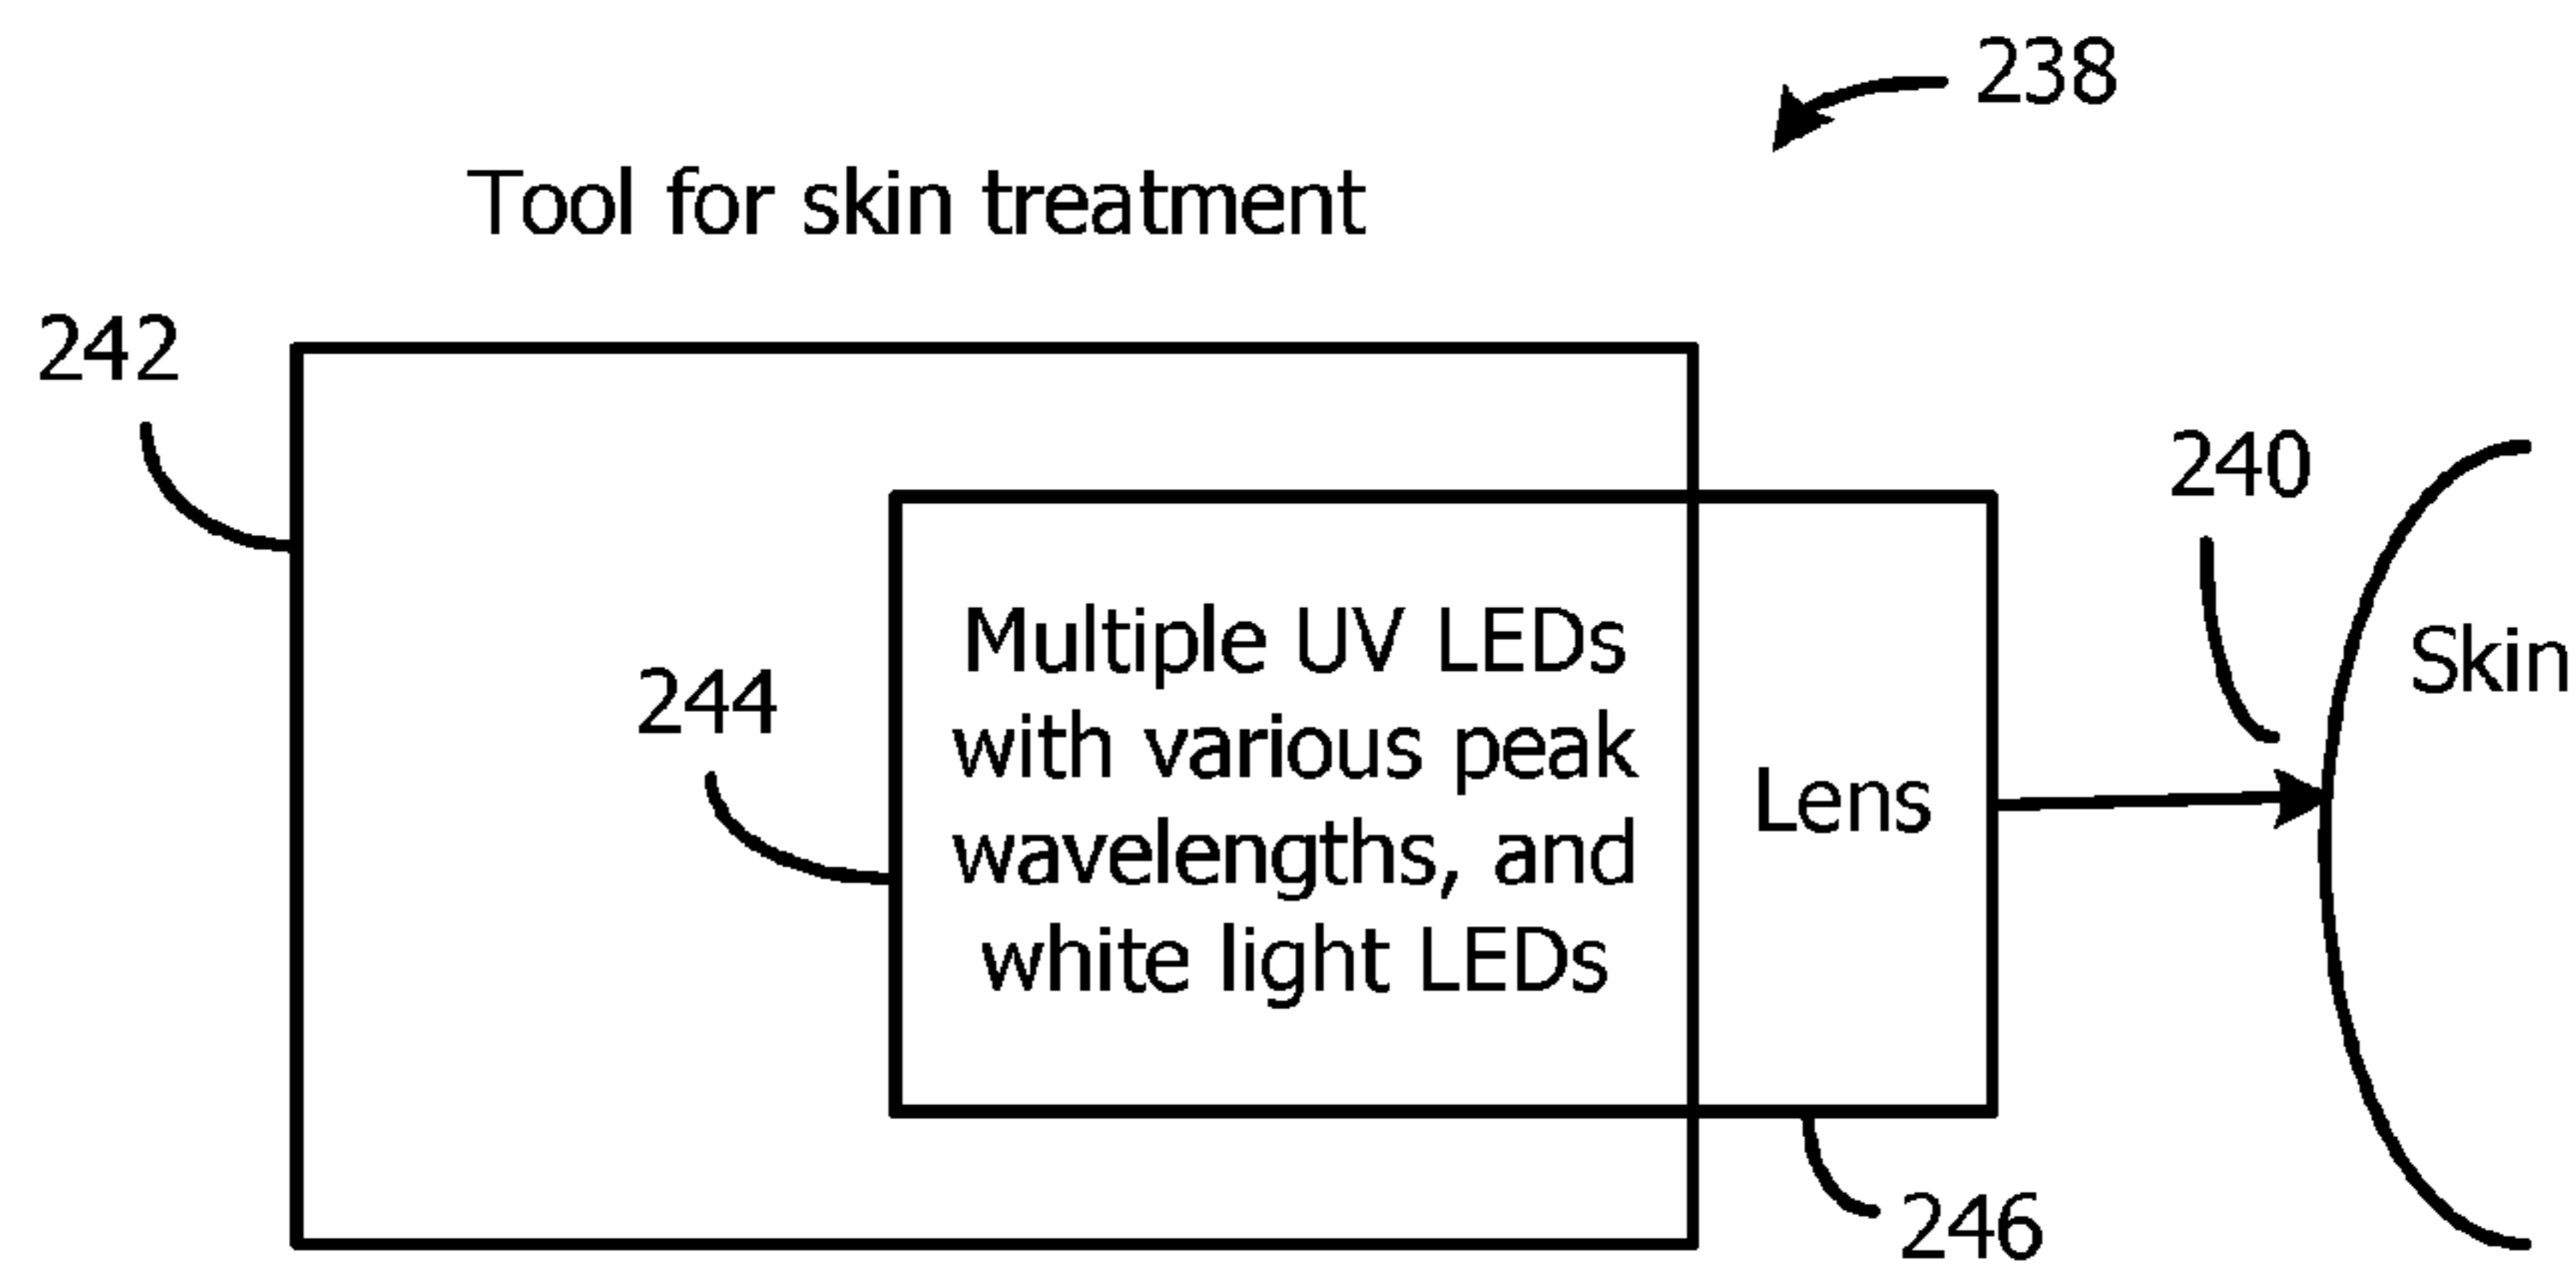 238
Tool for skin treatment
242
240
Skin
244
Multiple UV LEDs
with various peak
wavelengths, and
white light LEDs
Lens
246